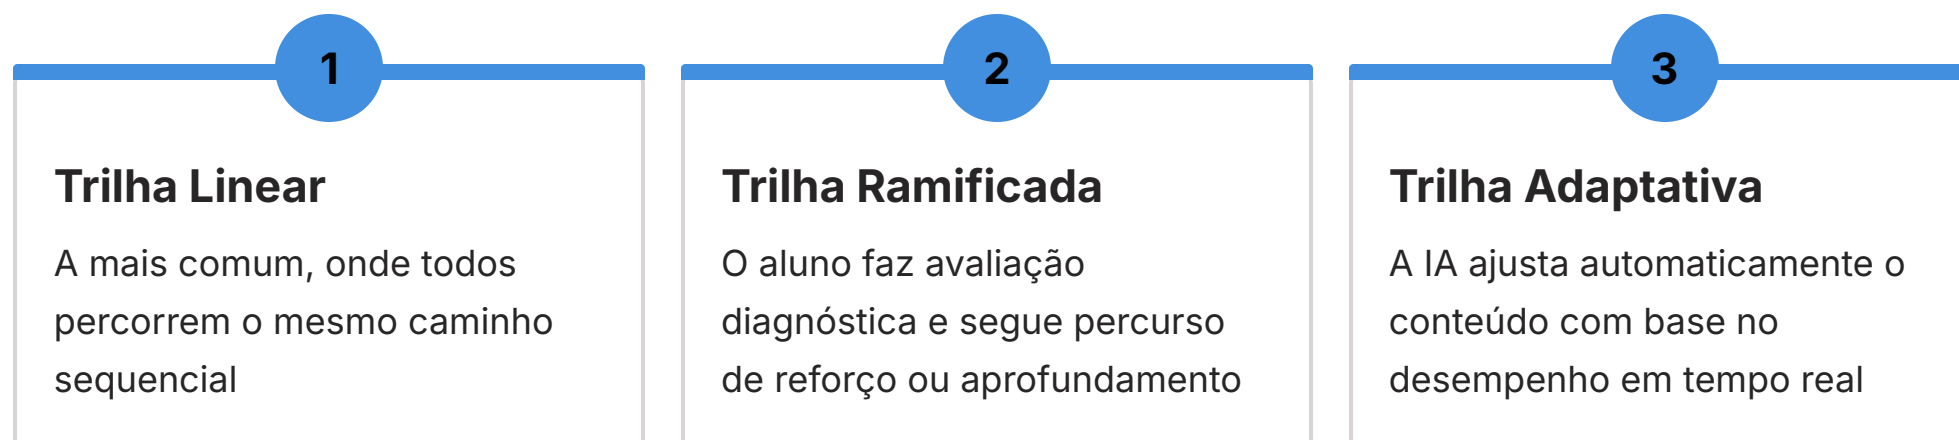 1
Trilha Linear
A mais comum, onde todos
percorrem o mesmo caminho
sequencial
2
Trilha Ramificada
O aluno faz avaliação
diagnóstica e segue percurso
de reforço ou aprofundamento
3
Trilha Adaptativa
A IA ajusta automaticamente o
conteúdo com base no
desempenho em tempo real